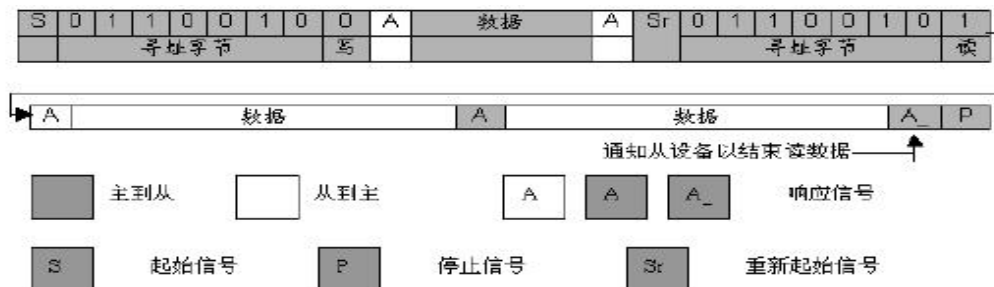 S 0 1 1 0 0 1 0 0 A 数据 A Sr 0 1 1 0 0 1 0 1
寻址字节 写 寻址字节 读
A 数据 A 数据 A_ P
通知从设备以结束读数据
主到从 从到主 A A A_ 响应信号
S 起始信号 P 停止信号 Sr 重新起始信号